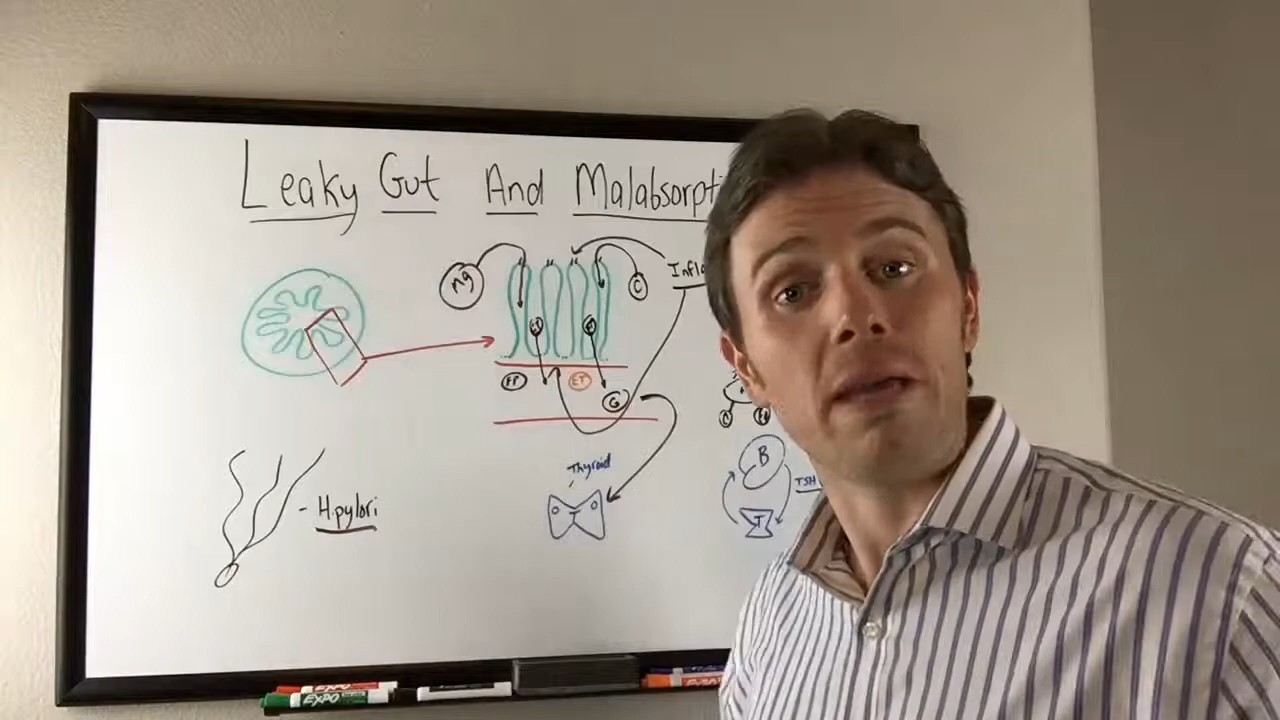 Leaky Gut And Malabsorpti
Mg
C
Infla
FP
ET
G
B
Thyroid
TSH
T
T
- H.pylori
EXPO
EXPO